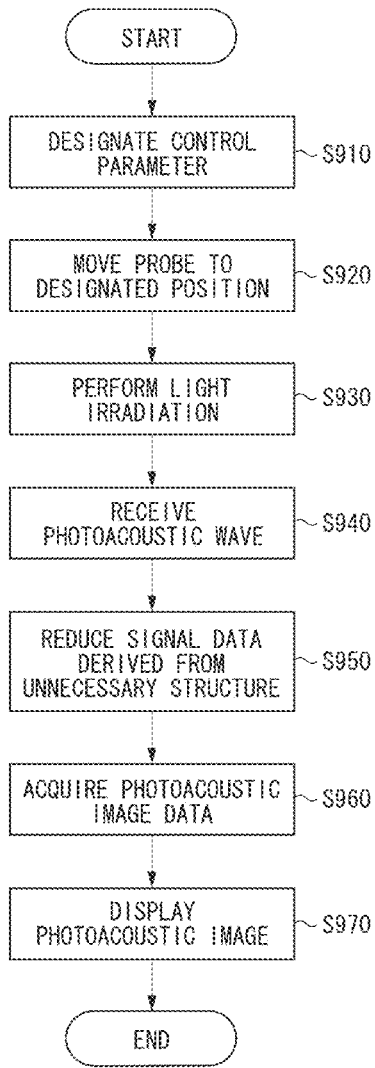 START
DESIGNATE CONTROL
PARAMETER
S910
MOVE PROBE TO
DESIGNATED POSITION
S920
PERFORM LIGHT
IRRADIATION
S930
RECEIVE
PHOTOACOUSTIC WAVE
S940
REDUCE SIGNAL DATA
DERIVED FROM
UNNECESSARY STRUCTURE
S950
ACQUIRE PHOTOACOUSTIC
IMAGE DATA
S960
DISPLAY
PHOTOACOUSTIC IMAGE
S970
END